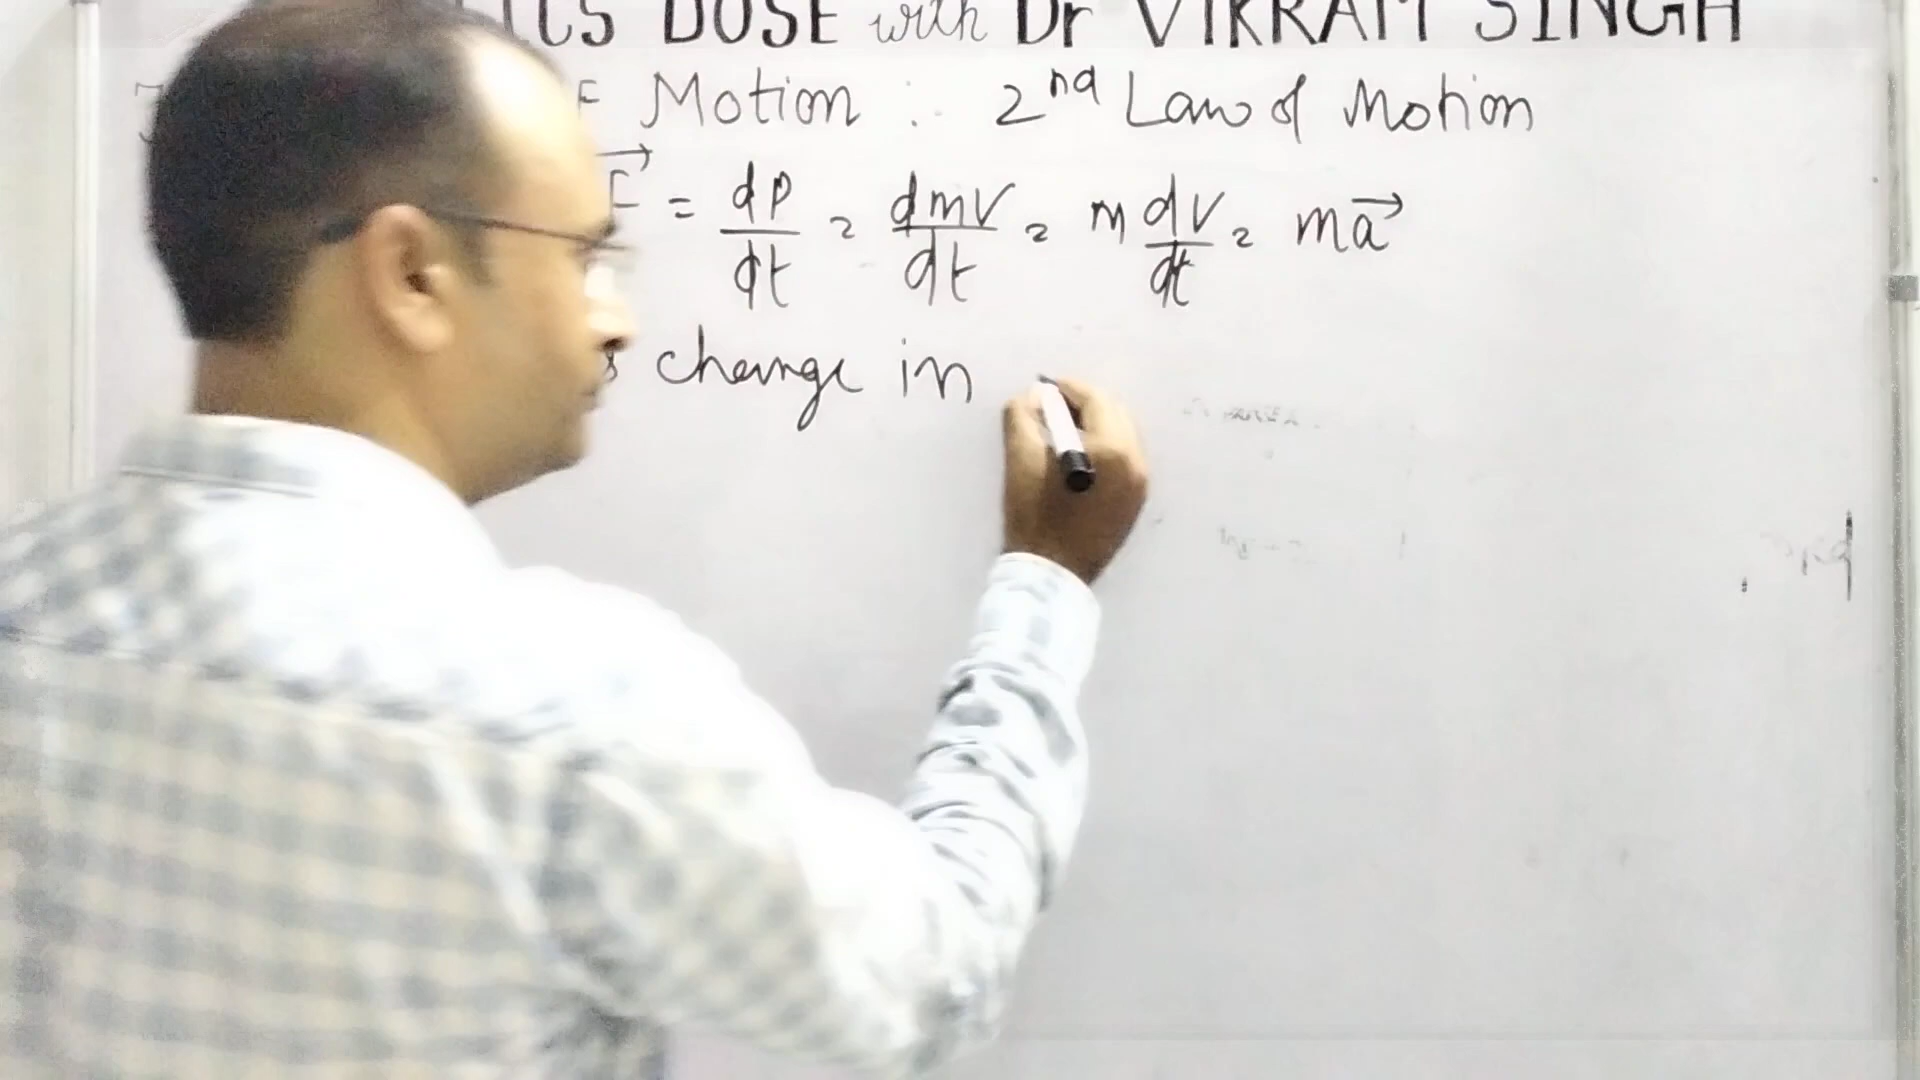 DOSE with Dr VIKRAM SINGH
Motion : 2nd Law of Motion
= dp/dt = dmv/dt = m dv/dt = ma⃗
change in